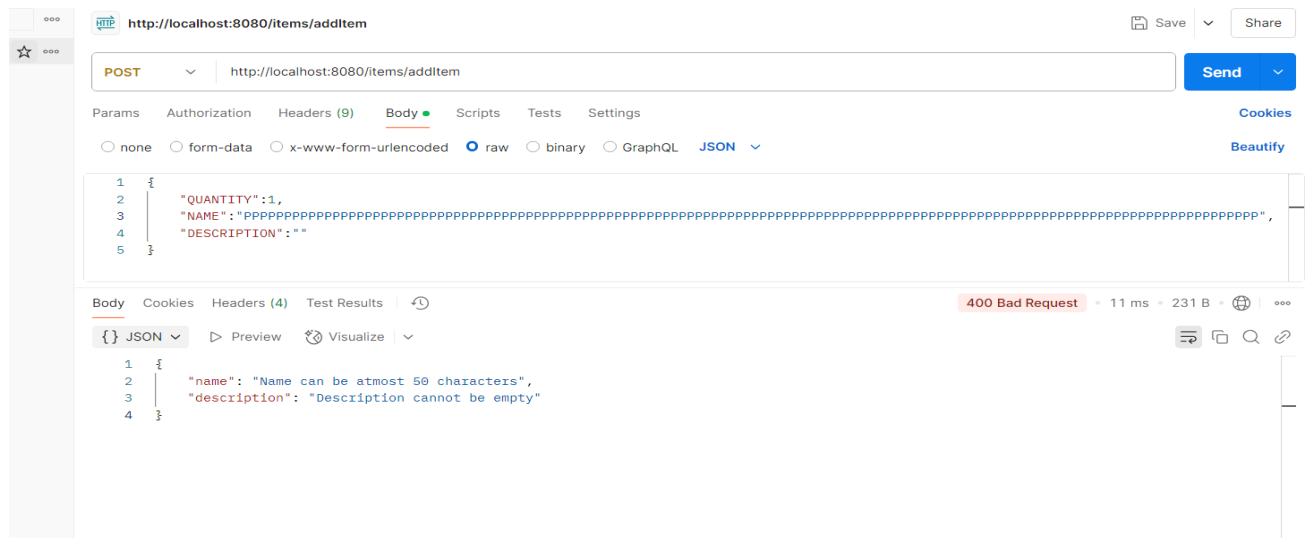 HTTP http://localhost:8080/items/addItem Save Share
POST http://localhost:8080/items/addItem Send
Params Authorization Headers (9) Body Scripts Tests Settings Cookies
none form-data x-www-form-urlencoded raw binary GraphQL JSON Beautify
1 {
2 "QUANTITY":1,
3 "NAME":"PPPPPPPPPPPPPPPPPPPPPPPPPPPPPPPPPPPPPPPPPPPPPPPPPPPPPPPPPPPPPPPPPPPPPPPPPPPPPPPPPPPPPPPPPPPPPPPPPPPPPPPPPPPPPPPPPPPPPPPPPPPPPP",
4 "DESCRIPTION":""
5 }
Body Cookies Headers (4) Test Results 400 Bad Request 11 ms 231 B
{} JSON Preview Visualize
1 {
2 "name": "Name can be atmost 50 characters",
3 "description": "Description cannot be empty"
4 }